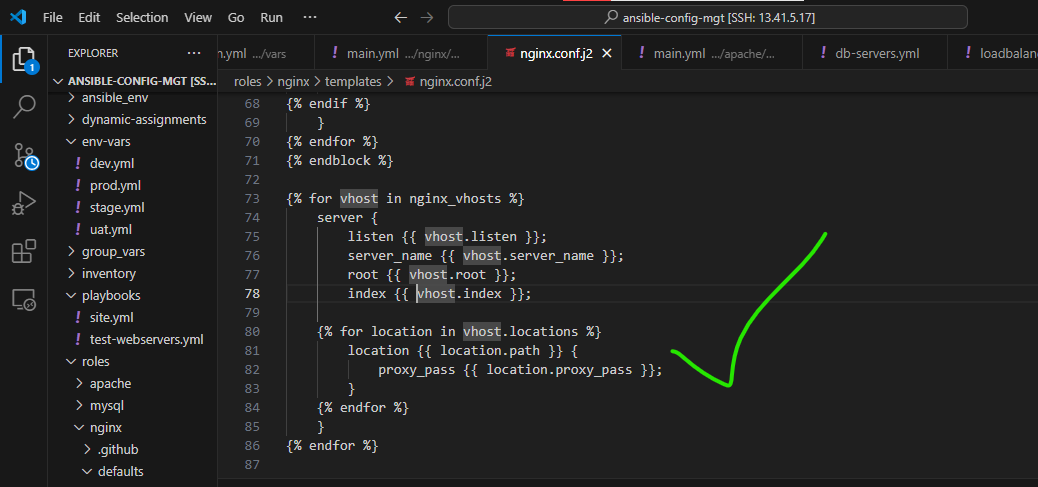 File Edit Selection View Go Run ··· ansible-config-mgt [SSH: 13.41.5.17]
EXPLORER ···
.yml .../vars ! main.yml .../nginx/... nginx.conf.j2 ! main.yml .../apache/... ! db-servers.yml ! loadbalan
1
ANSIBLE-CONFIG-MGT [SS...
roles > nginx > templates > nginx.conf.j2
ansible_env
dynamic-assignments
env-vars
! dev.yml
! prod.yml
! stage.yml
! uat.yml
group_vars
inventory
playbooks
! site.yml
! test-webservers.yml
roles
apache
mysql
nginx
.github
defaults
68 {% endif %}
69 }
70 {% endfor %}
71 {% endblock %}
72
73 {% for vhost in nginx_vhosts %}
74 server {
75 listen {{ vhost.listen }};
76 server_name {{ vhost.server_name }};
77 root {{ vhost.root }};
78 index {{ vhost.index }};
79
80 {% for location in vhost.locations %}
81 location {{ location.path }} {
82 proxy_pass {{ location.proxy_pass }};
83 }
84 {% endfor %}
85 }
86 {% endfor %}
87